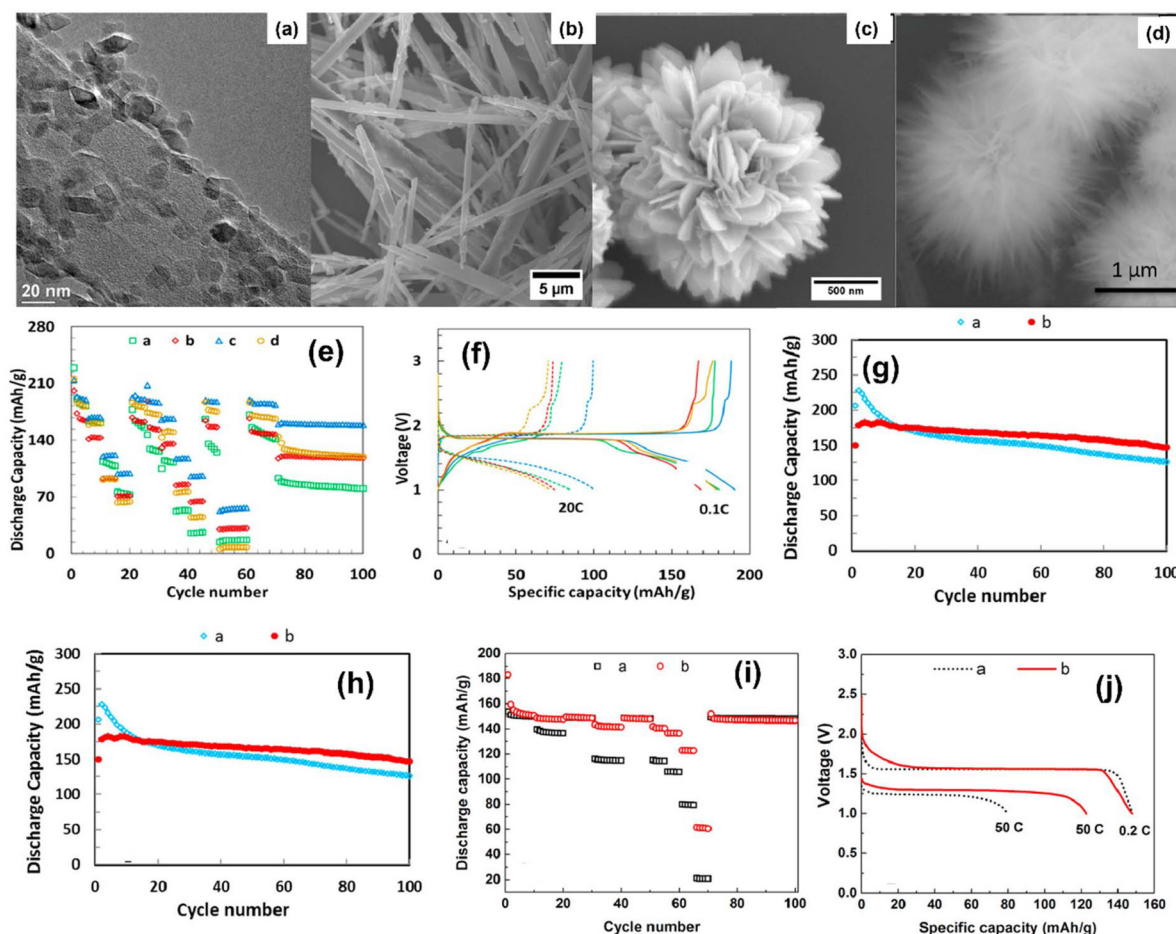 (a)
(b)
(c)
(d)
20 nm
5 µm
500 nm
1 µm
280
210
140
70
0
Discharge Capacity (mAh/g)
a b c d
(e)
0 20 40 60 80 100
Cycle number
3
2
1
0
Voltage (V)
(f)
20C
0.1C
0 50 100 150 200
Specific capacity (mAh/g)
a b
300
250
200
150
100
50
0
Discharge Capacity (mAh/g)
(g)
0 20 40 60 80 100
Cycle number
a b
300
250
200
150
100
50
0
Discharge Capacity (mAh/g)
(h)
0 20 40 60 80 100
Cycle number
200
180
160
140
120
100
80
60
40
20
Discharge capacity (mAh/g)
a b
(i)
0 20 40 60 80 100
Cycle number
3.0
2.5
2.0
1.5
1.0
0.5
0.0
Voltage (V)
a b
(j)
50 C
50 C
0.2 C
0 20 40 60 80 100 120 140 160
Specific capacity (mAh/g)